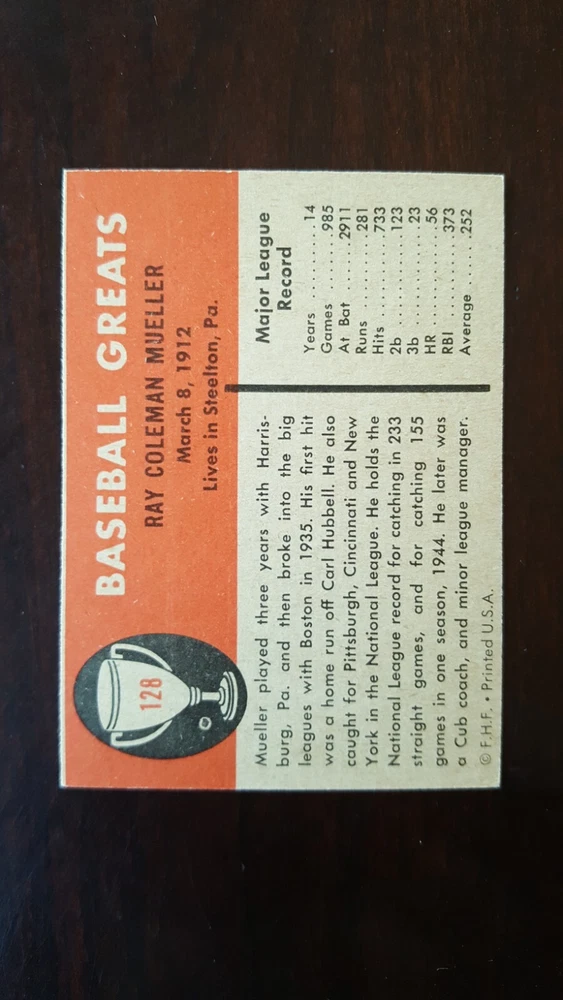 128
BASEBALL GREATS
RAY COLEMAN MUELLER
March 8, 1912
Lives in Steelton, Pa.
Mueller played three years with Harris-
burg, Pa. and then broke into the big
leagues with Boston in 1935. His first hit
was a home run off Carl Hubbell. He also
caught for Pittsburgh, Cincinnati and New
York in the National League. He holds the
National League record for catching in 233
straight games, and for catching 155
games in one season, 1944. He later was
a Cub coach, and minor league manager.
© F.H.F. • Printed U.S.A.
Major League
Record
Years ..........14
Games ........985
At Bat ......2911
Runs ..........281
Hits ..........733
2b ............123
3b ..............23
HR ..............56
RBI ............373
Average ......252